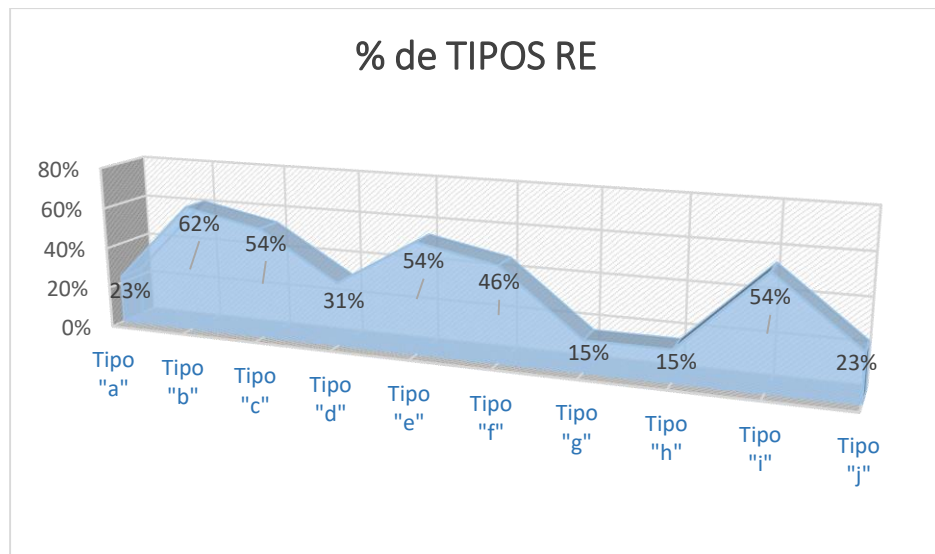 % de TIPOS RE
80%
60%
40%
20%
0%
23%
62%
54%
31%
54%
46%
15%
15%
54%
23%
Tipo
"a"
Tipo
"b"
Tipo
"c"
Tipo
"d"
Tipo
"e"
Tipo
"f"
Tipo
"g"
Tipo
"h"
Tipo
"i"
Tipo
"j"